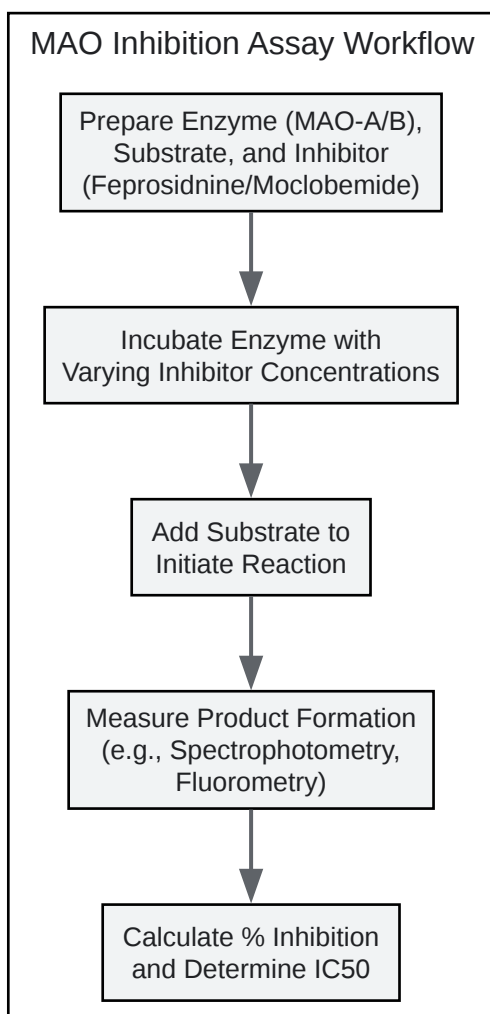 MAO Inhibition Assay Workflow
Prepare Enzyme (MAO-A/B),
Substrate, and Inhibitor
(Feprosidnine/Moclobemide)
Incubate Enzyme with
Varying Inhibitor Concentrations
Add Substrate to
Initiate Reaction
Measure Product Formation
(e.g., Spectrophotometry,
Fluorometry)
Calculate % Inhibition
and Determine IC50